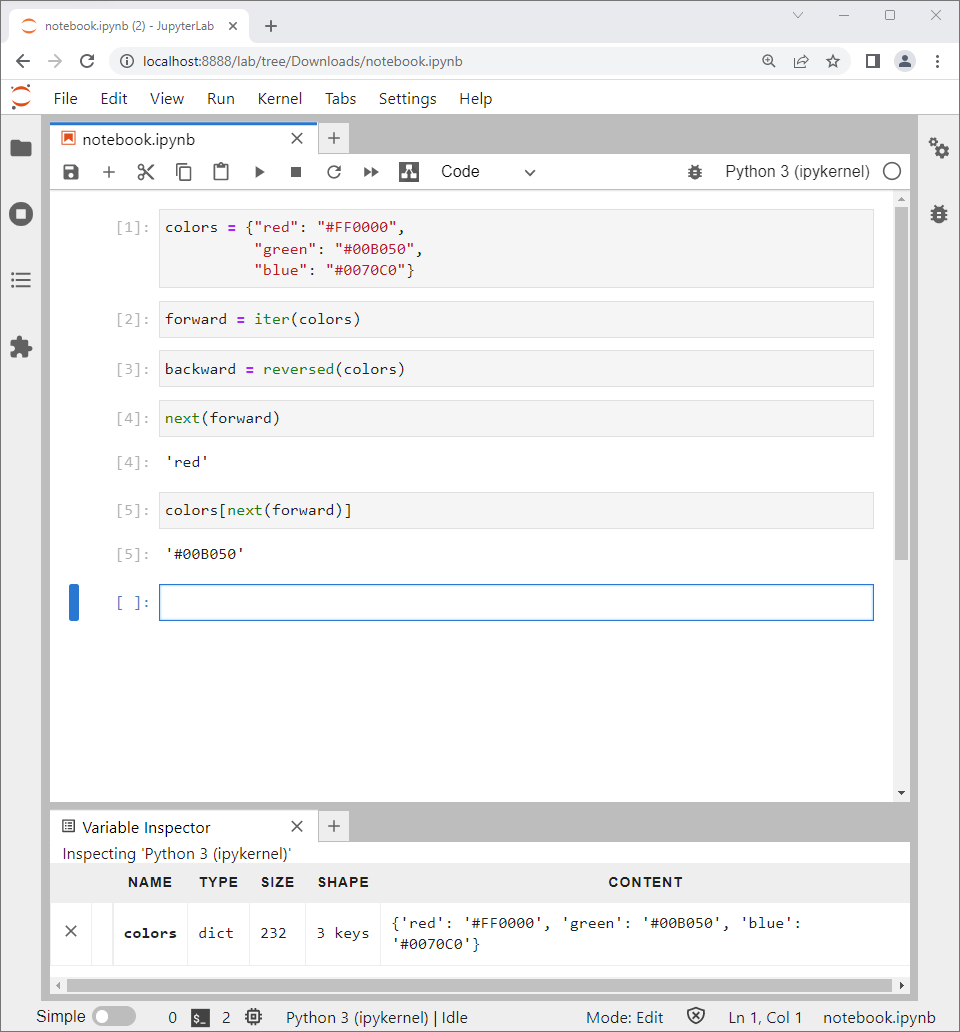 notebook.ipynb (2) - JupyterLab
localhost:8888/lab/tree/Downloads/notebook.ipynb
File Edit View Run Kernel Tabs Settings Help
notebook.ipynb
Code Python 3 (ipykernel)
[1]: colors = {"red": "#FF0000",
"green": "#00B050",
"blue": "#0070C0"}
[2]: forward = iter(colors)
[3]: backward = reversed(colors)
[4]: next(forward)
[4]: 'red'
[5]: colors[next(forward)]
[5]: '#00B050'
[ ]:
Variable Inspector
Inspecting 'Python 3 (ipykernel)'
NAME TYPE SIZE SHAPE CONTENT
colors dict 232 3 keys {'red': '#FF0000', 'green': '#00B050', 'blue':
'#0070C0'}
Simple 0 $_ 2 Python 3 (ipykernel) | Idle Mode: Edit Ln 1, Col 1 notebook.ipynb